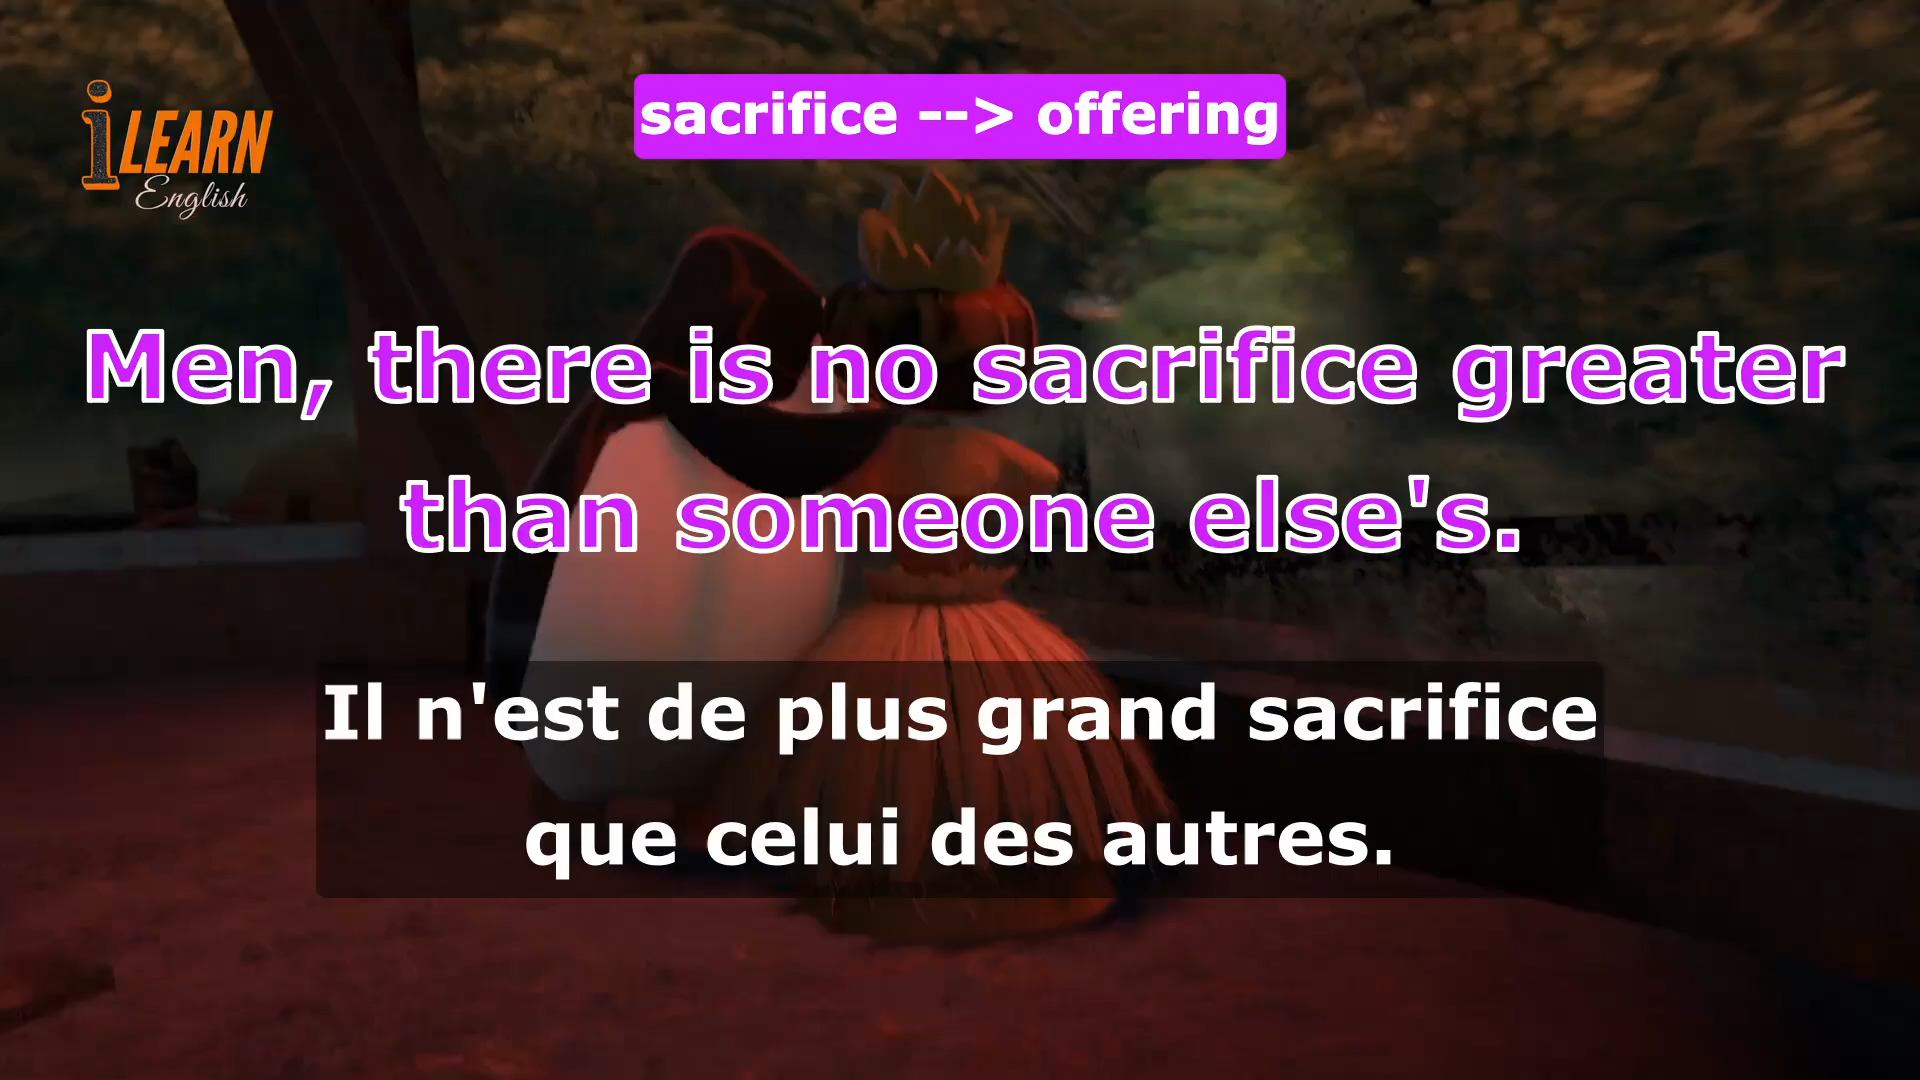 i LEARN
English
sacrifice --> offering
Men, there is no sacrifice greater
than someone else's.
Il n'est de plus grand sacrifice
que celui des autres.